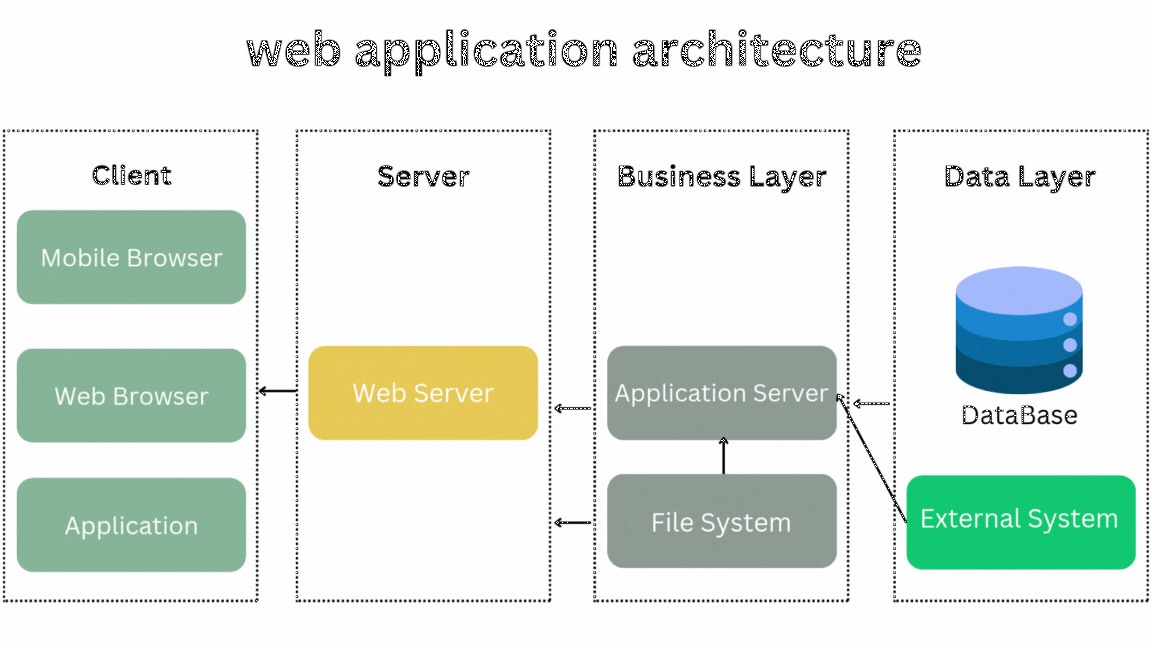 web application architecture
Client
Mobile Browser
Web Browser
Application
Server
Web Server
Business Layer
Application Server
File System
Data Layer
DataBase
External System